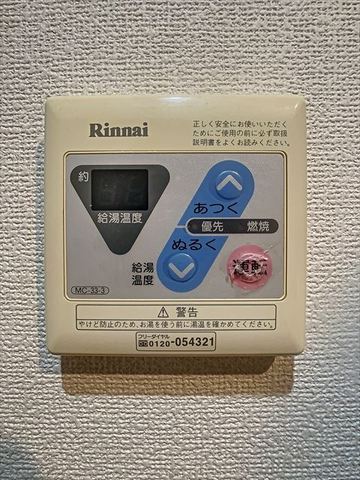 Rinnai
正しく安全にお使いいただく
ためにご使用の前に必ず取扱
説明書をよくお読みください。
約
給湯温度
あつく
優先 燃焼
ぬるく
給湯
温度
MC-33-3
⚠警告
やけど防止のため、お湯を使う前に湯温を確かめてください。
フリーダイヤル
0120-054321